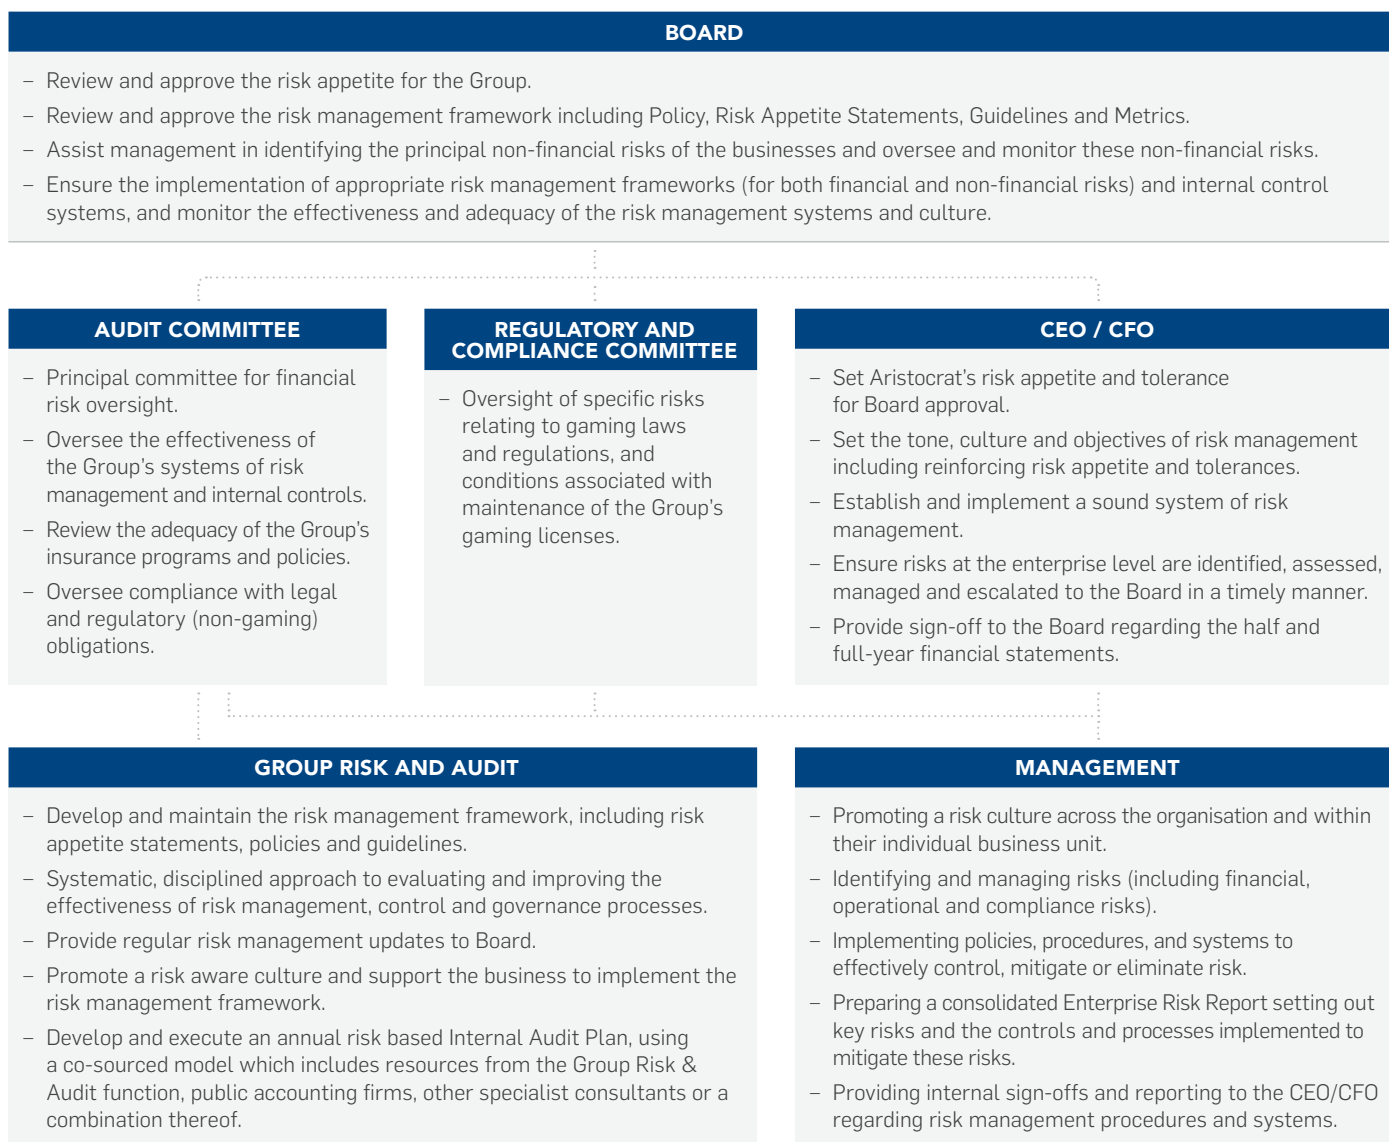 BOARD
– Review and approve the risk appetite for the Group.
– Review and approve the risk management framework including Policy, Risk Appetite Statements, Guidelines and Metrics.
– Assist management in identifying the principal non-financial risks of the businesses and oversee and monitor these non-financial risks.
– Ensure the implementation of appropriate risk management frameworks (for both financial and non-financial risks) and internal control
systems, and monitor the effectiveness and adequacy of the risk management systems and culture.
AUDIT COMMITTEE
– Principal committee for financial
risk oversight.
– Oversee the effectiveness of
the Group's systems of risk
management and internal controls.
– Review the adequacy of the Group's
insurance programs and policies.
– Oversee compliance with legal
and regulatory (non-gaming)
obligations.
REGULATORY AND
COMPLIANCE COMMITTEE
– Oversight of specific risks
relating to gaming laws
and regulations, and
conditions associated with
maintenance of the Group's
gaming licenses.
CEO / CFO
– Set Aristocrat's risk appetite and tolerance
for Board approval.
– Set the tone, culture and objectives of risk management
including reinforcing risk appetite and tolerances.
– Establish and implement a sound system of risk
management.
– Ensure risks at the enterprise level are identified, assessed,
managed and escalated to the Board in a timely manner.
– Provide sign-off to the Board regarding the half and
full-year financial statements.
GROUP RISK AND AUDIT
– Develop and maintain the risk management framework, including risk
appetite statements, policies and guidelines.
– Systematic, disciplined approach to evaluating and improving the
effectiveness of risk management, control and governance processes.
– Provide regular risk management updates to Board.
– Promote a risk aware culture and support the business to implement the
risk management framework.
– Develop and execute an annual risk based Internal Audit Plan, using
a co-sourced model which includes resources from the Group Risk &
Audit function, public accounting firms, other specialist consultants or a
combination thereof.
MANAGEMENT
– Promoting a risk culture across the organisation and within
their individual business unit.
– Identifying and managing risks (including financial,
operational and compliance risks).
– Implementing policies, procedures, and systems to
effectively control, mitigate or eliminate risk.
– Preparing a consolidated Enterprise Risk Report setting out
key risks and the controls and processes implemented to
mitigate these risks.
– Providing internal sign-offs and reporting to the CEO/CFO
regarding risk management procedures and systems.